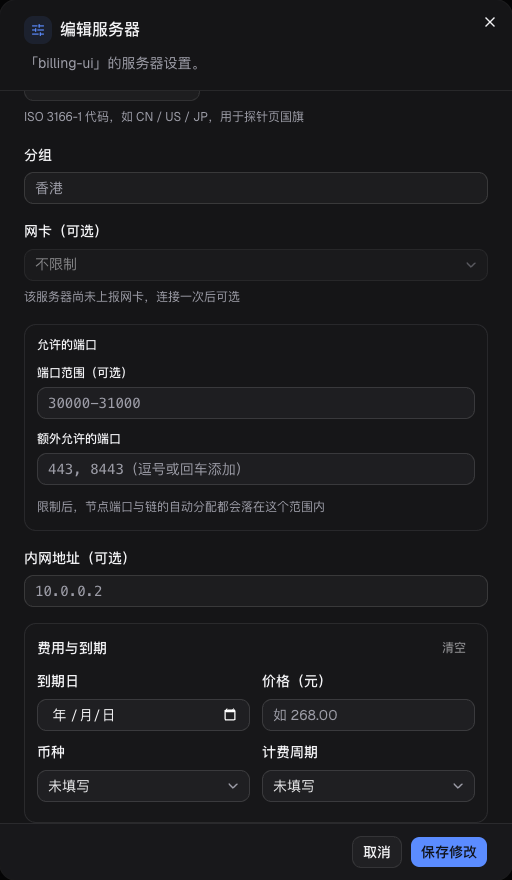 编辑服务器
「billing-ui」的服务器设置。
ISO 3166-1 代码，如 CN / US / JP，用于探针页国旗
分组
香港
网卡（可选）
不限制
该服务器尚未上报网卡，连接一次后可选
允许的端口
端口范围（可选）
30000–31000
额外允许的端口
443, 8443（逗号或回车添加）
限制后，节点端口与链的自动分配都会落在这个范围内
内网地址（可选）
10.0.0.2
费用与到期 清空
到期日 价格（元）
年 /月/日 如 268.00
币种 计费周期
未填写 未填写
取消 保存修改